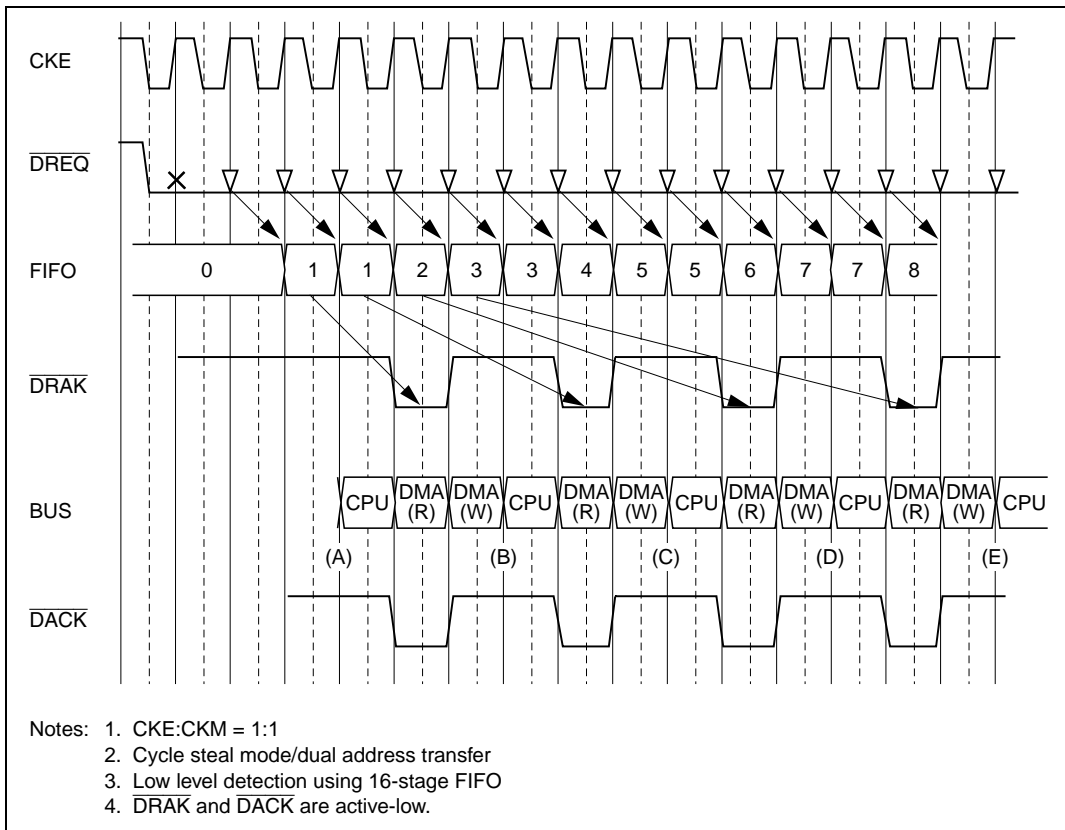 CKE
DREQ
FIFO 0 1 1 2 3 3 4 5 5 6 7 7 8
DRAK
BUS CPU DMA (R) DMA (W) CPU DMA (R) DMA (W) CPU DMA (R) DMA (W) CPU DMA (R) DMA (W) CPU
(A) (B) (C) (D) (E)
DACK
Notes: 1. CKE:CKM = 1:1
2. Cycle steal mode/dual address transfer
3. Low level detection using 16-stage FIFO
4. DRAK and DACK are active-low.